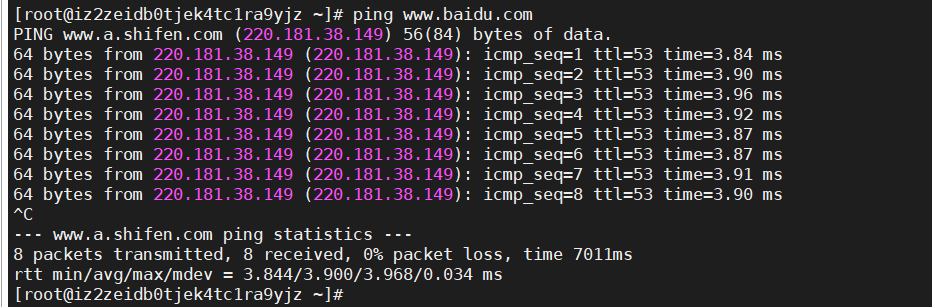 [root@iz2zeidb0tjek4tc1ra9yjz ~]# ping www.baidu.com
PING www.a.shifen.com (220.181.38.149) 56(84) bytes of data.
64 bytes from 220.181.38.149 (220.181.38.149): icmp_seq=1 ttl=53 time=3.84 ms
64 bytes from 220.181.38.149 (220.181.38.149): icmp_seq=2 ttl=53 time=3.90 ms
64 bytes from 220.181.38.149 (220.181.38.149): icmp_seq=3 ttl=53 time=3.96 ms
64 bytes from 220.181.38.149 (220.181.38.149): icmp_seq=4 ttl=53 time=3.92 ms
64 bytes from 220.181.38.149 (220.181.38.149): icmp_seq=5 ttl=53 time=3.87 ms
64 bytes from 220.181.38.149 (220.181.38.149): icmp_seq=6 ttl=53 time=3.87 ms
64 bytes from 220.181.38.149 (220.181.38.149): icmp_seq=7 ttl=53 time=3.91 ms
64 bytes from 220.181.38.149 (220.181.38.149): icmp_seq=8 ttl=53 time=3.90 ms
^C
--- www.a.shifen.com ping statistics ---
8 packets transmitted, 8 received, 0% packet loss, time 7011ms
rtt min/avg/max/mdev = 3.844/3.900/3.968/0.034 ms
[root@iz2zeidb0tjek4tc1ra9yjz ~]#